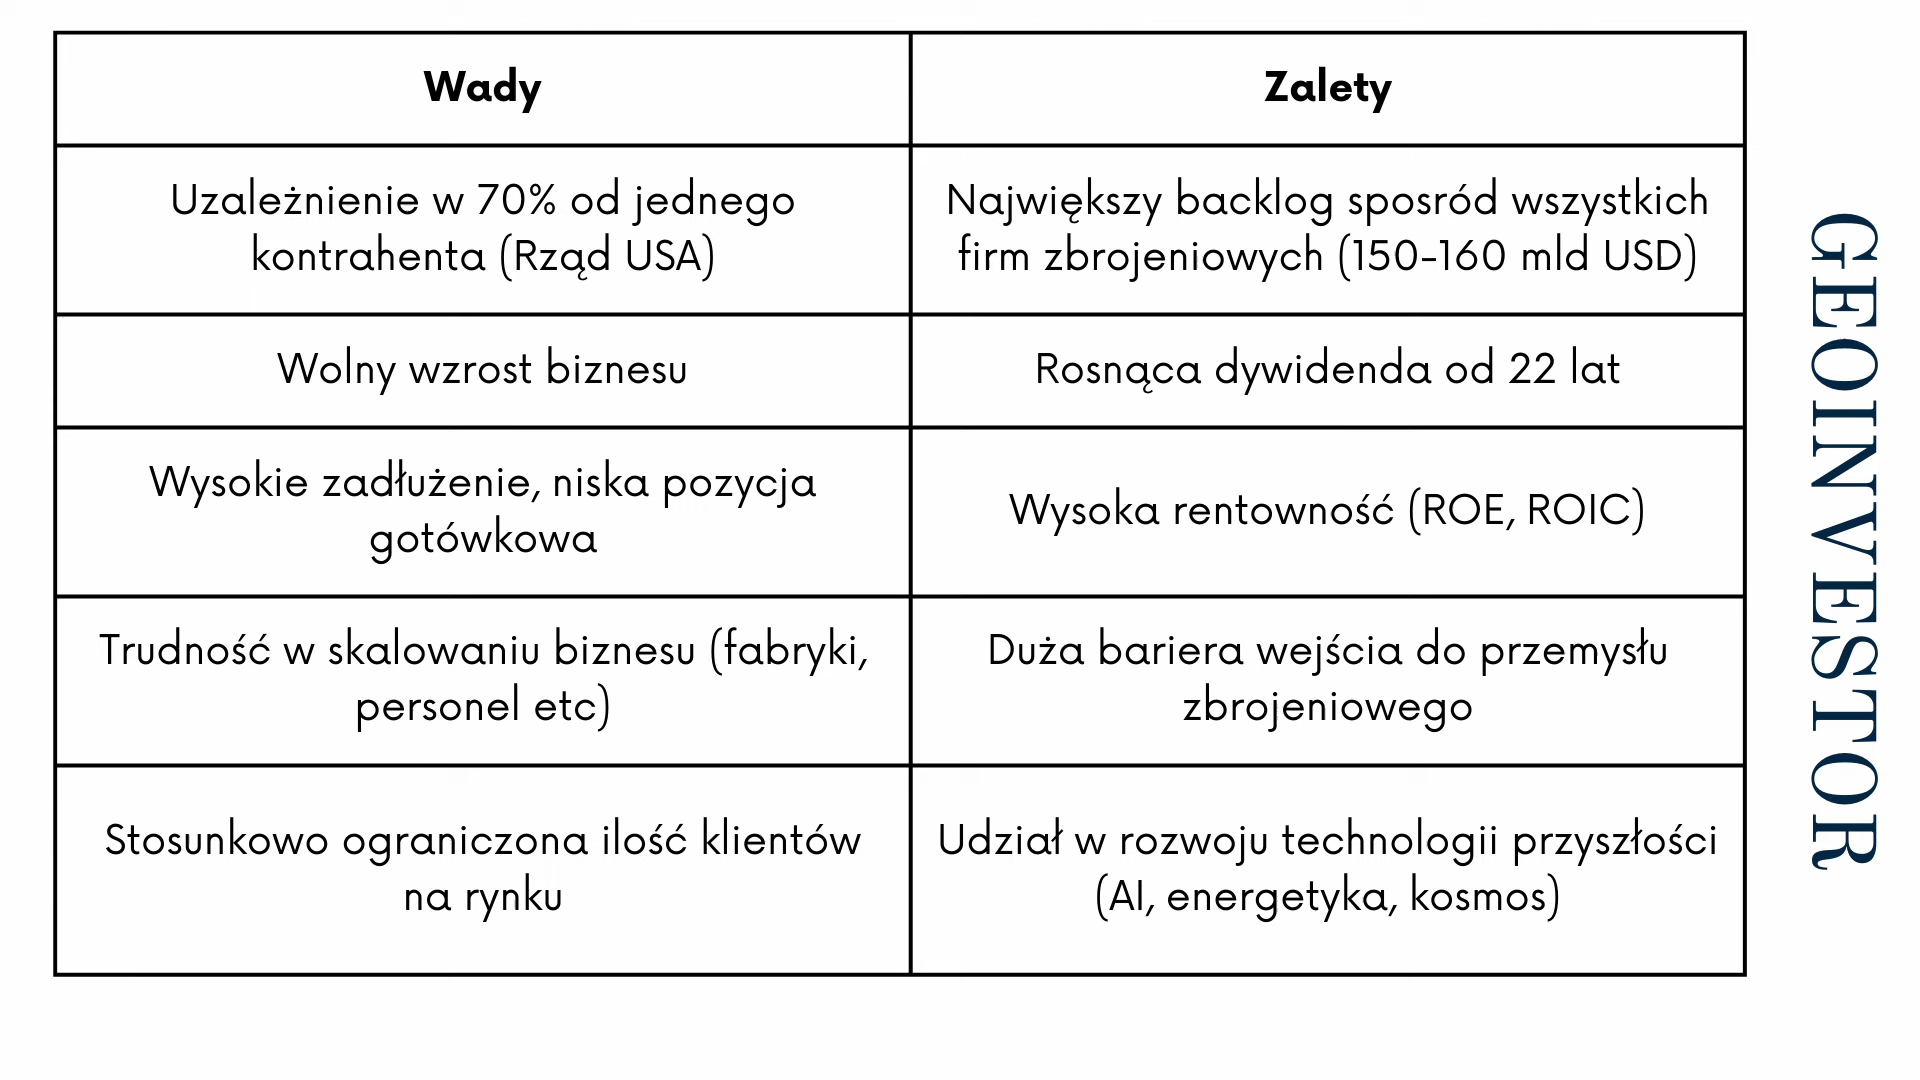 Wady
Zalety
Uzależnienie w 70% od jednego
kontrahenta (Rząd USA)
Największy backlog sposród wszystkich
firm zbrojeniowych (150-160 mld USD)
Wolny wzrost biznesu
Rosnąca dywidenda od 22 lat
Wysokie zadłużenie, niska pozycja
gotówkowa
Wysoka rentowność (ROE, ROIC)
Trudność w skalowaniu biznesu (fabryki,
personel etc)
Duża bariera wejścia do przemysłu
zbrojeniowego
Stosunkowo ograniczona ilość klientów
na rynku
Udział w rozwoju technologii przyszłości
(AI, energetyka, kosmos)
GEOINVESTOR